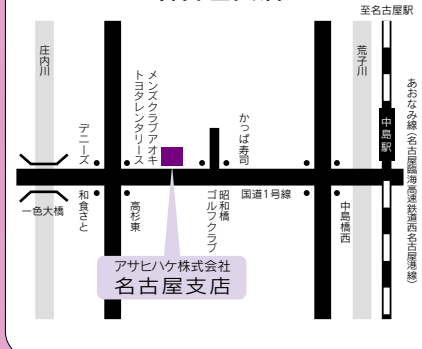 至名古屋駅
庄内川
荒子川
あおなみ線(名古屋臨海高速鉄道西名古屋港線)
中島駅
デニーズ
トヨタレンタリース
メンズクラブアオキ
かっぱ寿司
一色大橋
和食さと
高杉東
ゴルフクラブ
昭和橋
国道1号線
中島橋西
アサヒハケ株式会社
名古屋支店